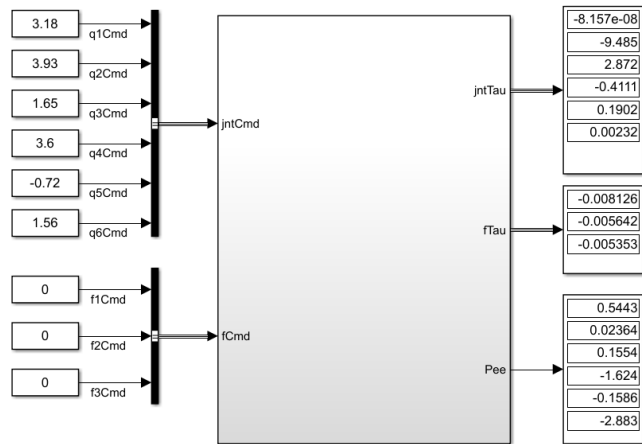 3.18
q1Cmd
3.93
q2Cmd
1.65
q3Cmd
3.6
q4Cmd
-0.72
q5Cmd
1.56
q6Cmd
0
f1Cmd
0
f2Cmd
0
f3Cmd
jntCmd
fCmd
jntTau
fTau
Pee
-8.157e-08
-9.485
2.872
-0.4111
0.1902
0.00232
-0.008126
-0.005642
-0.005353
0.5443
0.02364
0.1554
-1.624
-0.1586
-2.883